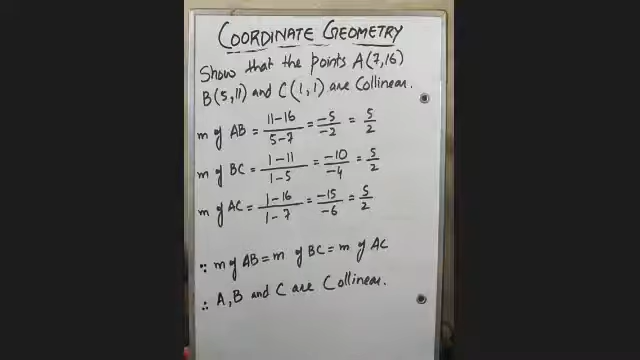 COORDINATE GEOMETRY
Show that the points A(7,16)
B(5,11) and C(1,1) are Collinear.
m of AB = 11-16/5-7 = -5/-2 = 5/2
m of BC = 1-11/1-5 = -10/-4 = 5/2
m of AC = 1-16/1-7 = -15/-6 = 5/2
∵ m of AB = m of BC = m of AC
∴ A, B and C are Collinear.